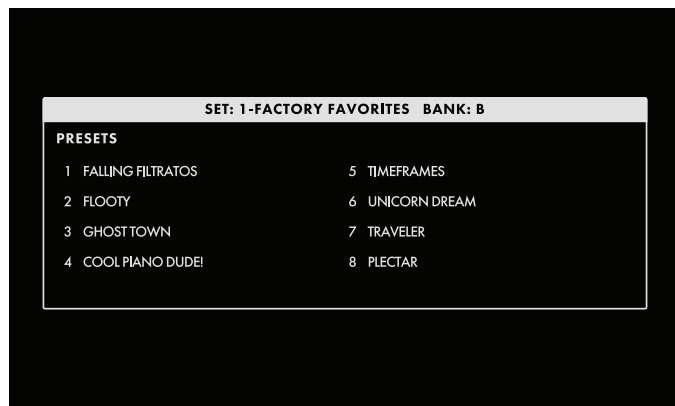 SET: 1-FACTORY FAVORITES BANK: B
PRESETS
1 FALLING FILTRATOS
2 FLOOTY
3 GHOST TOWN
4 COOL PIANO DUDE!
5 TIMEFRAMES
6 UNICORN DREAM
7 TRAVELER
8 PLECTAR